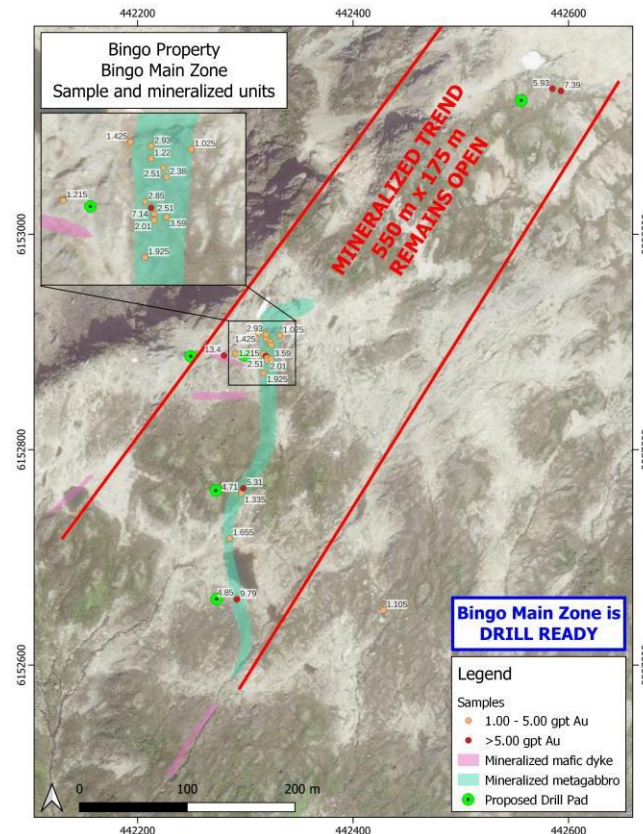 442200
442400
442600
Bingo Property
Bingo Main Zone
Sample and mineralized units
1.425
2.93
1.025
1.22
2.51
2.38
1.215
2.85
2.51
7.14
2.01
3.59
1.925
5.93
7.39
MINERALIZED TREND
550 m X 175 m
REMAINS OPEN
6153000
2.93
1.025
1.425
13.4
1.215
3.59
2.51
2.01
1.925
6152800
4.71
5.31
1.335
1.655
4.85
9.79
1.105
6152600
Bingo Main Zone is
DRILL READY
Legend
Samples
1.00 - 5.00 gpt Au
>5.00 gpt Au
Mineralized mafic dyke
Mineralized metagabbro
Proposed Drill Pad
0
100
200 m
442200
442400
442600